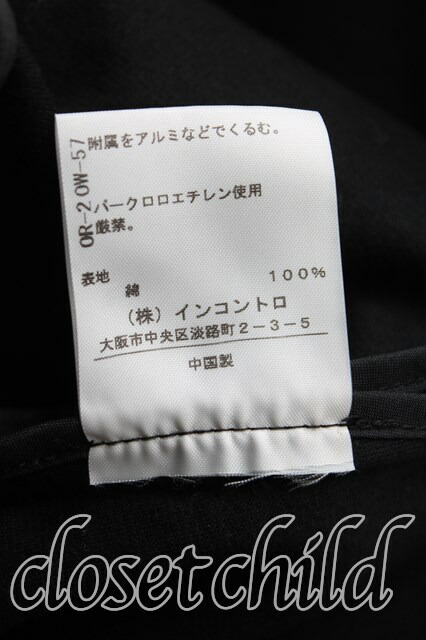 附属をアルミなどでくるむ。
OR-20W-57
パークロロエチレン使用
厳禁。
表地 綿 100%
(株) インコントロ
大阪市中央区淡路町2-3-5
中国製
closet child